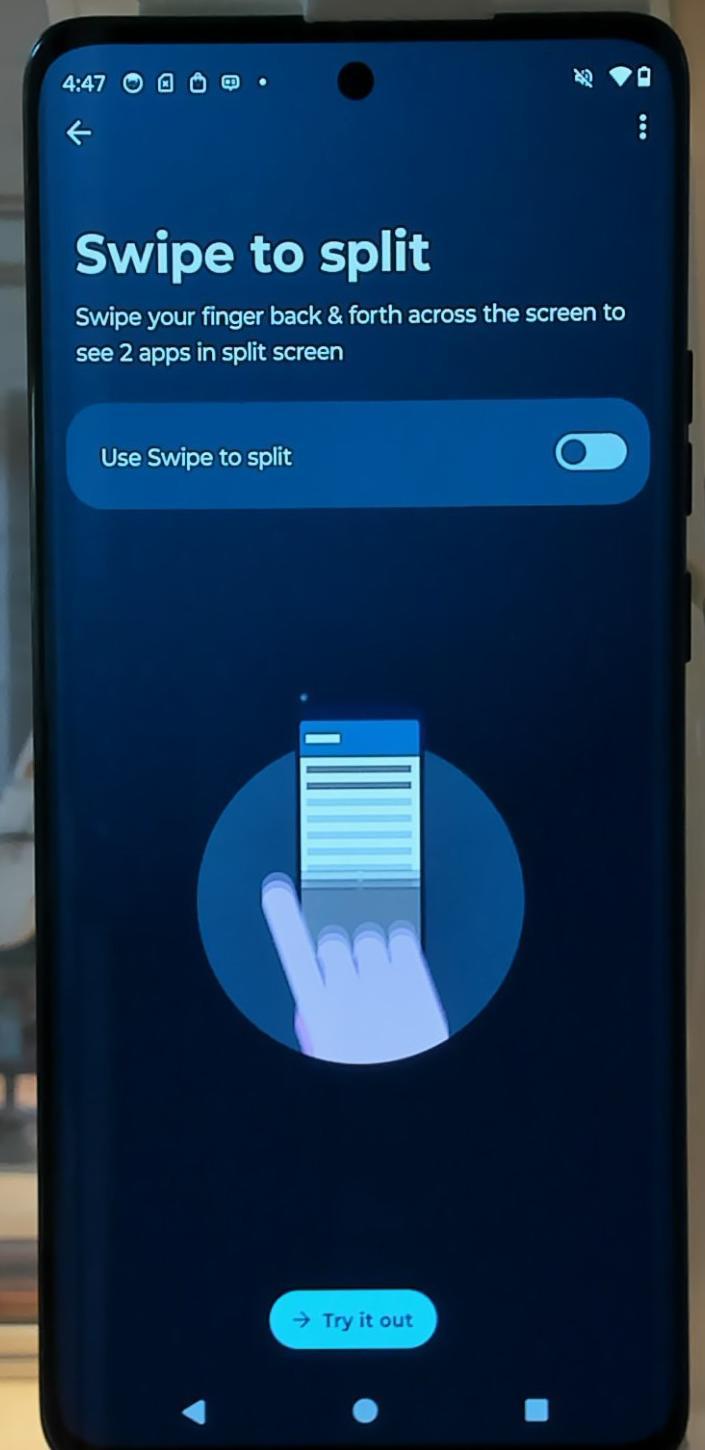 4:47
Swipe to split
Swipe your finger back & forth across the screen to
see 2 apps in split screen
Use Swipe to split
Try it out